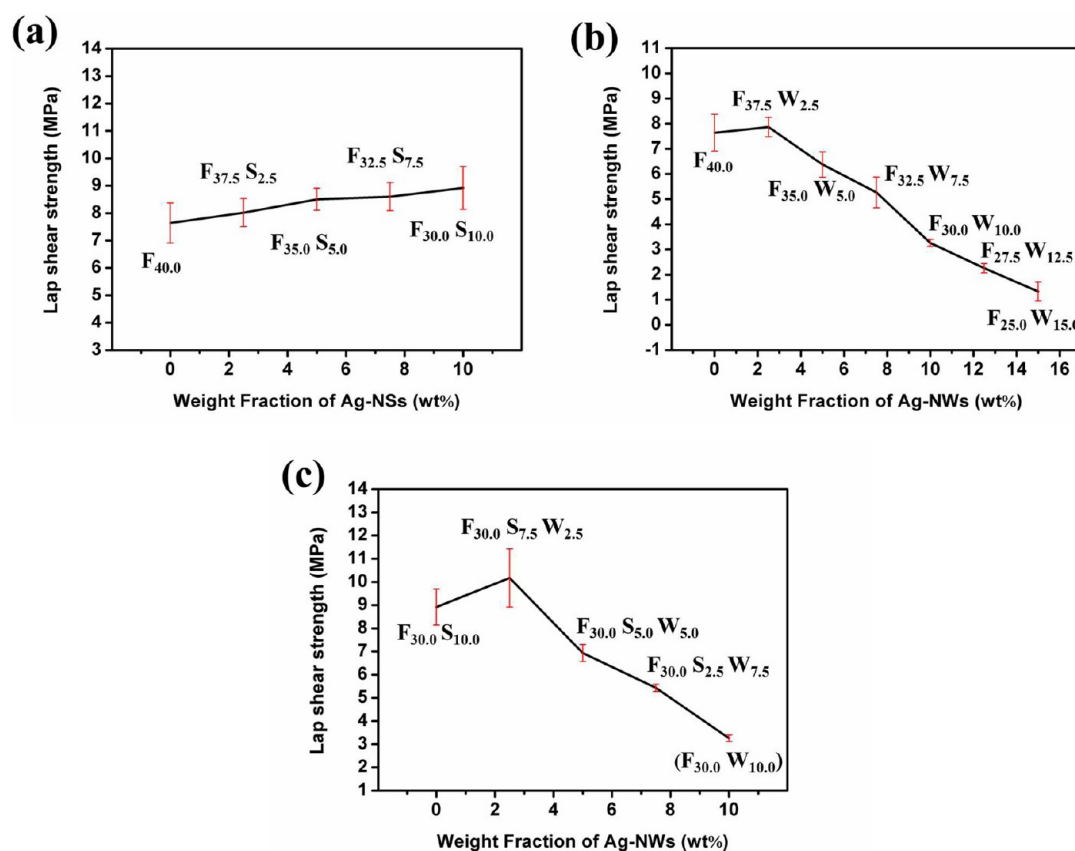 (a)
Lap shear strength (MPa)
14
13
12
11
10
9
8
7
6
5
4
3
F40.0
F37.5 S2.5
F35.0 S5.0
F32.5 S7.5
F30.0 S10.0
0 2 4 6 8 10
Weight Fraction of Ag-NSs (wt%)
(b)
Lap shear strength (MPa)
11
10
9
8
7
6
5
4
3
2
1
0
-1
F40.0
F37.5 W2.5
F35.0 W5.0
F32.5 W7.5
F30.0 W10.0
F27.5 W12.5
F25.0 W15.0
0 2 4 6 8 10 12 14 16
Weight Fraction of Ag-NWs (wt%)
(c)
Lap shear strength (MPa)
14
13
12
11
10
9
8
7
6
5
4
3
2
1
F30.0 S10.0
F30.0 S7.5 W2.5
F30.0 S5.0 W5.0
F30.0 S2.5 W7.5
(F30.0 W10.0)
0 2 4 6 8 10
Weight Fraction of Ag-NWs (wt%)